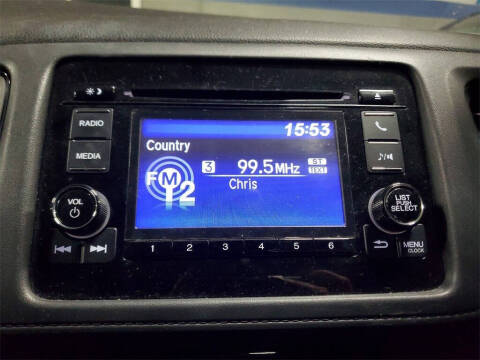 RADIO
MEDIA
VOL
15:53
Country
FM 12
3 99.5MHz ST
TEXT
Chris
1 2 3 4 5 6
LIST
PUSH
SELECT
MENU
CLOCK